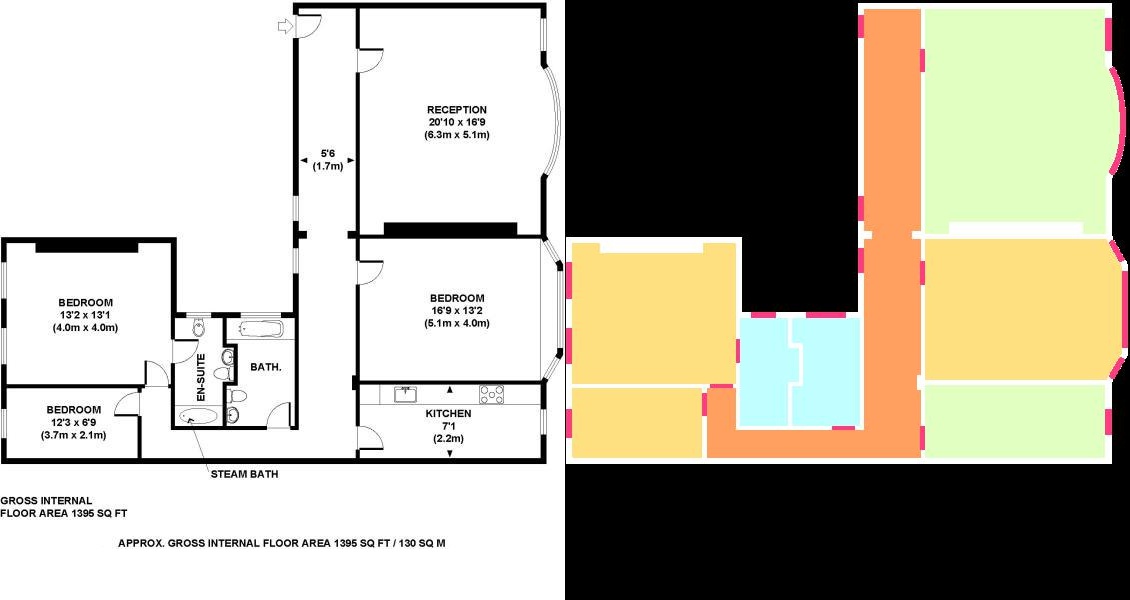 RECEPTION
20'10 x 16'9
(6.3m x 5.1m)
5'6
(1.7m)
BEDROOM
13'2 x 13'1
(4.0m x 4.0m)
BEDROOM
16'9 x 13'2
(5.1m x 4.0m)
EN-SUITE
BATH.
BEDROOM
12'3 x 6'9
(3.7m x 2.1m)
KITCHEN
7'1
(2.2m)
STEAM BATH
GROSS INTERNAL
FLOOR AREA 1395 SQ FT
APPROX. GROSS INTERNAL FLOOR AREA 1395 SQ FT / 130 SQ M